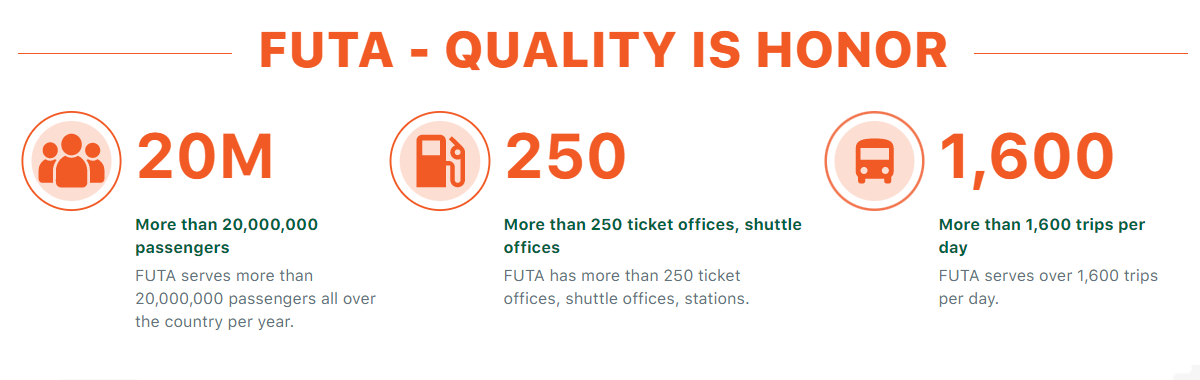 FUTA - QUALITY IS HONOR
20M
More than 20,000,000
passengers
FUTA serves more than
20,000,000 passengers all over
the country per year.
250
More than 250 ticket offices, shuttle
offices
FUTA has more than 250 ticket
offices, shuttle offices, stations.
1,600
More than 1,600 trips per
day
FUTA serves over 1,600 trips
per day.